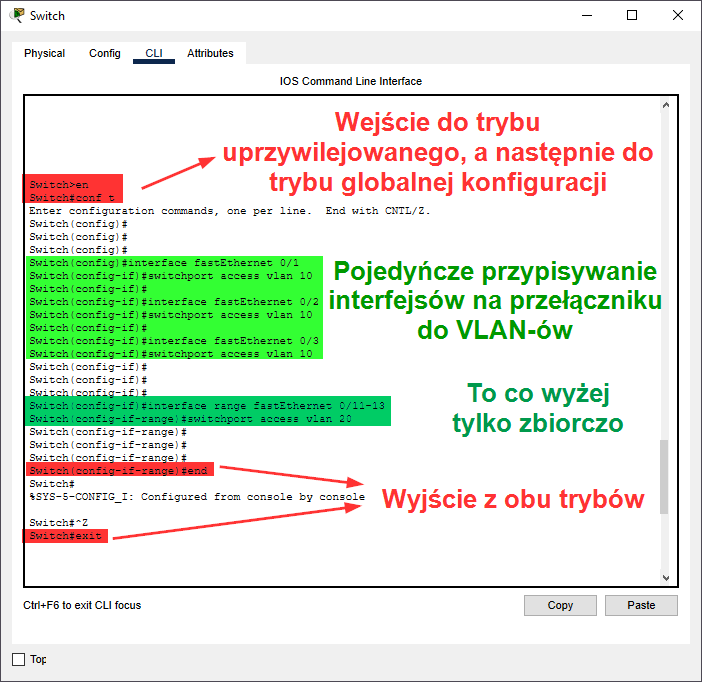 Switch
Physical Config CLI Attributes
IOS Command Line Interface
Wejście do trybu
uprzywilejowanego, a następnie do
trybu globalnej konfiguracji
Switch>en
Switch#conf t
Enter configuration commands, one per line.  End with CNTL/Z.
Switch(config)#
Switch(config)#
Switch(config)#
Switch(config)#interface fastEthernet 0/1
Switch(config-if)#switchport access vlan 10
Switch(config-if)#
Switch(config-if)#interface fastEthernet 0/2
Switch(config-if)#switchport access vlan 10
Switch(config-if)#
Switch(config-if)#interface fastEthernet 0/3
Switch(config-if)#switchport access vlan 10
Pojedyńcze przypisywanie
interfejsów na przełączniku
do VLAN-ów
Switch(config-if)#
Switch(config-if)#
Switch(config-if)#
Switch(config-if)#interface range fastEthernet 0/11-13
Switch(config-if-range)#switchport access vlan 20
To co wyżej
tylko zbiorczo
Switch(config-if-range)#
Switch(config-if-range)#
Switch(config-if-range)#
Switch(config-if-range)#end
Switch#
%SYS-5-CONFIG_I: Configured from console by console
Wyjście z obu trybów
Switch#^Z
Switch#exit
Ctrl+F6 to exit CLI focus
Copy Paste
Top